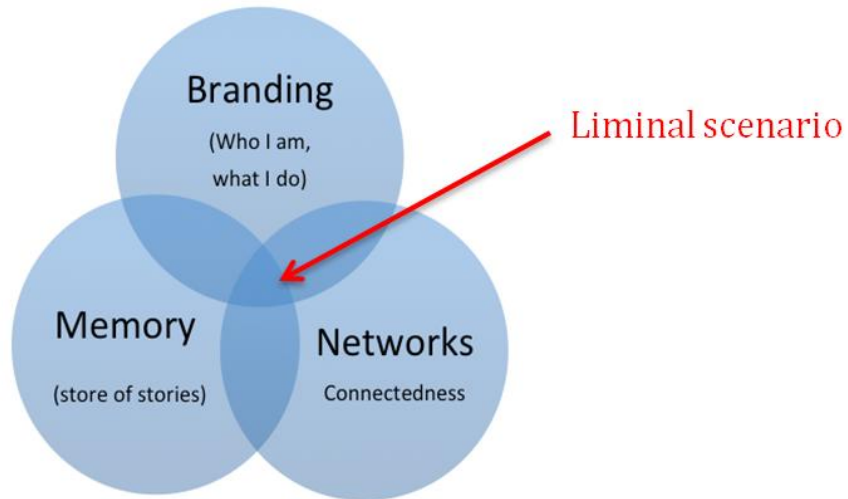 Branding
(Who I am,
what I do)
Liminal scenario
Memory
(store of stories)
Networks
Connectedness